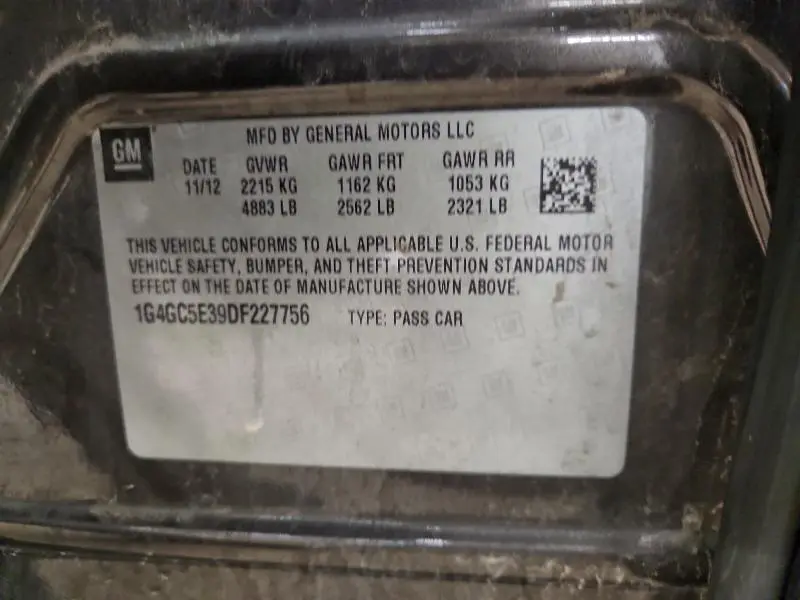 GM
MFD BY GENERAL MOTORS LLC
DATE GVWR GAWR FRT GAWR RR
11/12 2215 KG 1162 KG 1053 KG
4883 LB 2562 LB 2321 LB
THIS VEHICLE CONFORMS TO ALL APPLICABLE U.S. FEDERAL MOTOR
VEHICLE SAFETY, BUMPER, AND THEFT PREVENTION STANDARDS IN
EFFECT ON THE DATE OF MANUFACTURE SHOWN ABOVE.
1G4GC5E39DF227756 TYPE: PASS CAR